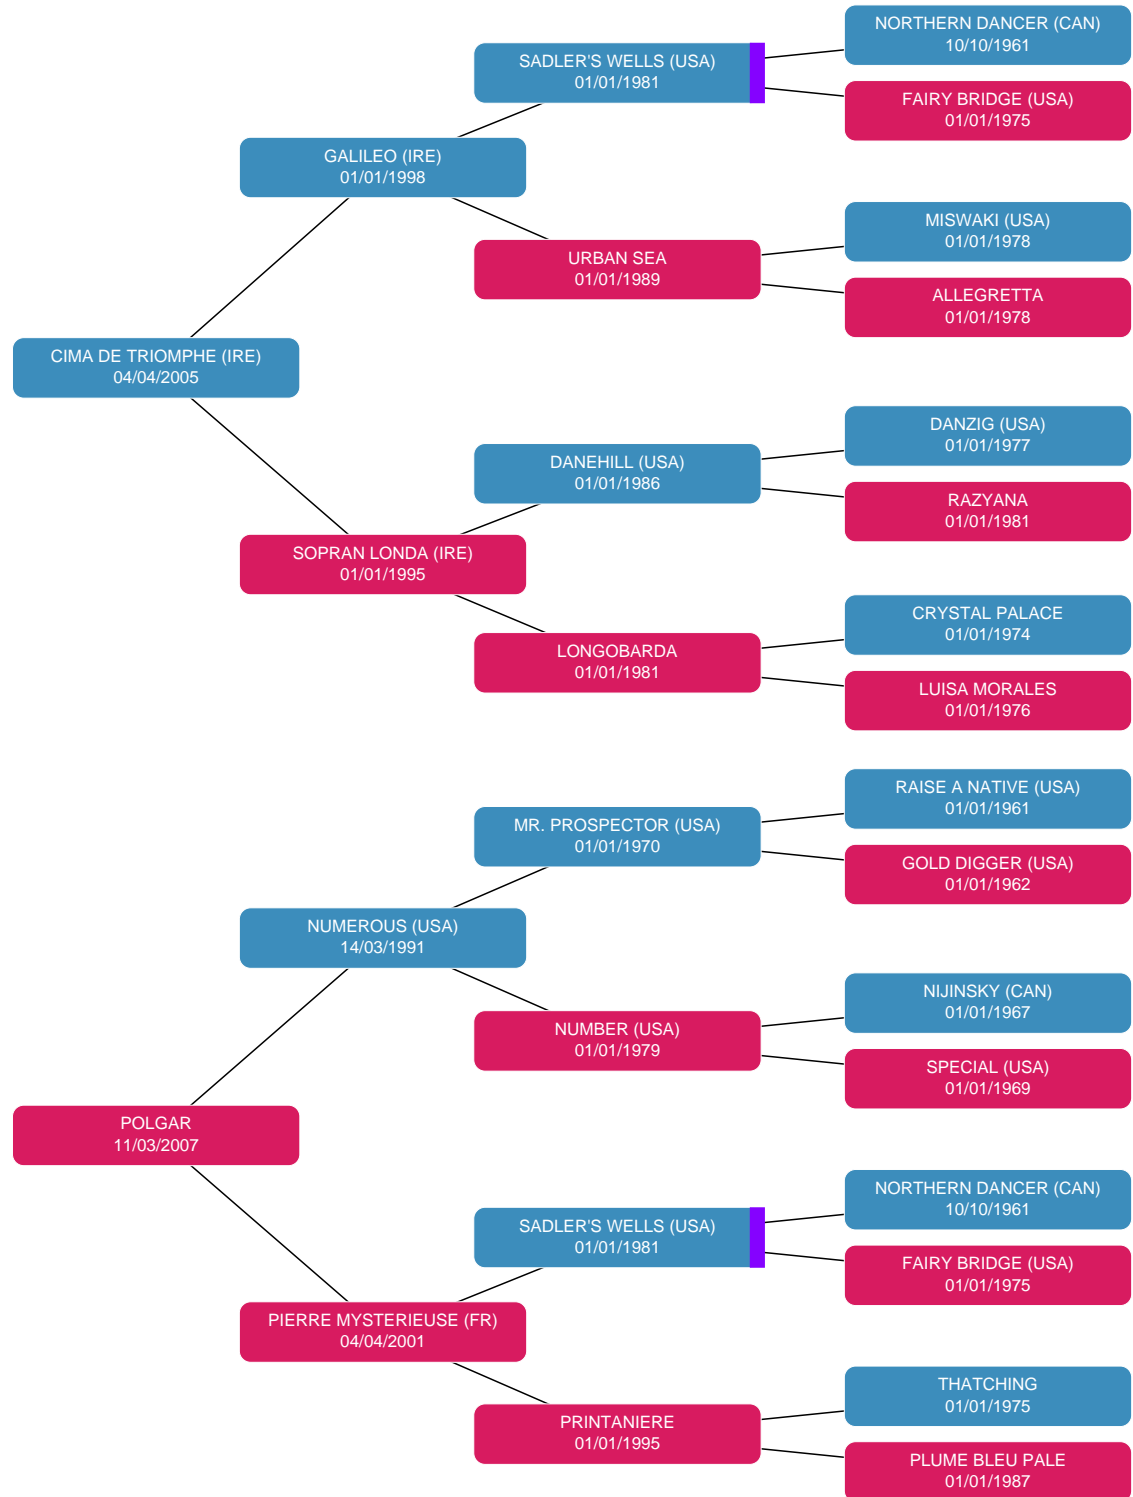 NORTHERN DANCER (CAN)
10/10/1961
SADLER'S WELLS (USA)
01/01/1981
FAIRY BRIDGE (USA)
01/01/1975
GALILEO (IRE)
01/01/1998
MISWAKI (USA)
01/01/1978
URBAN SEA
01/01/1989
ALLEGRETTA
01/01/1978
CIMA DE TRIOMPHE (IRE)
04/04/2005
DANZIG (USA)
01/01/1977
DANEHILL (USA)
01/01/1986
RAZYANA
01/01/1981
SOPRAN LONDA (IRE)
01/01/1995
CRYSTAL PALACE
01/01/1974
LONGOBARDA
01/01/1981
LUISA MORALES
01/01/1976
RAISE A NATIVE (USA)
01/01/1961
MR. PROSPECTOR (USA)
01/01/1970
GOLD DIGGER (USA)
01/01/1962
NUMEROUS (USA)
14/03/1991
NIJINSKY (CAN)
01/01/1967
NUMBER (USA)
01/01/1979
SPECIAL (USA)
01/01/1969
POLGAR
11/03/2007
NORTHERN DANCER (CAN)
10/10/1961
SADLER'S WELLS (USA)
01/01/1981
FAIRY BRIDGE (USA)
01/01/1975
PIERRE MYSTERIEUSE (FR)
04/04/2001
THATCHING
01/01/1975
PRINTANIERE
01/01/1995
PLUME BLEU PALE
01/01/1987